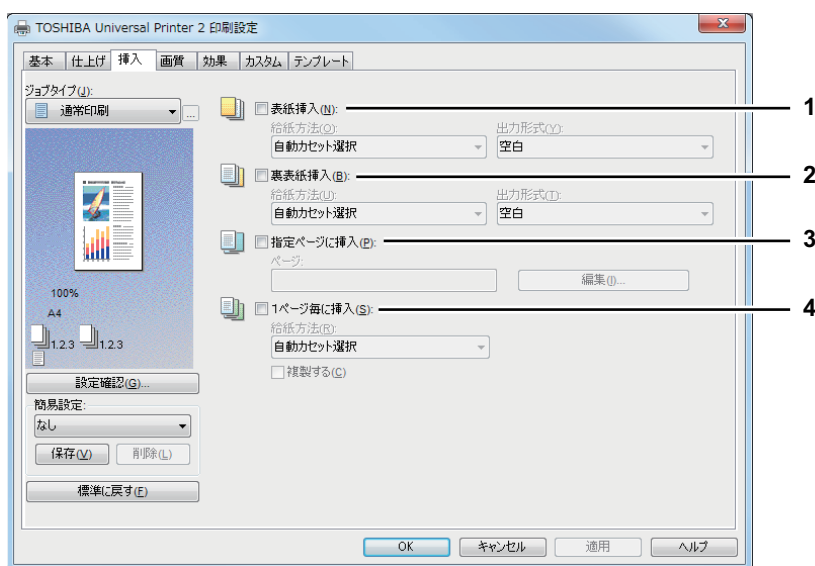 TOSHIBA Universal Printer 2 印刷設定
基本 仕上げ 挿入 画質 効果 カスタム テンプレート
ジョブタイプ(J):
通常印刷
...
100%
A4
1.2.3 1.2.3
設定確認(G)...
簡易設定:
なし
保存(V) 削除(L)
標準に戻す(F)
表紙挿入(N): 1
給紙方法(O): 出力形式(Y):
自動カセット選択 空白
裏表紙挿入(B): 2
給紙方法(U): 出力形式(T):
自動カセット選択 空白
指定ページに挿入(P): 3
ページ:
編集(I)...
1ページ毎に挿入(S): 4
給紙方法(R):
自動カセット選択
複製する(C)
OK キャンセル 適用 ヘルプ